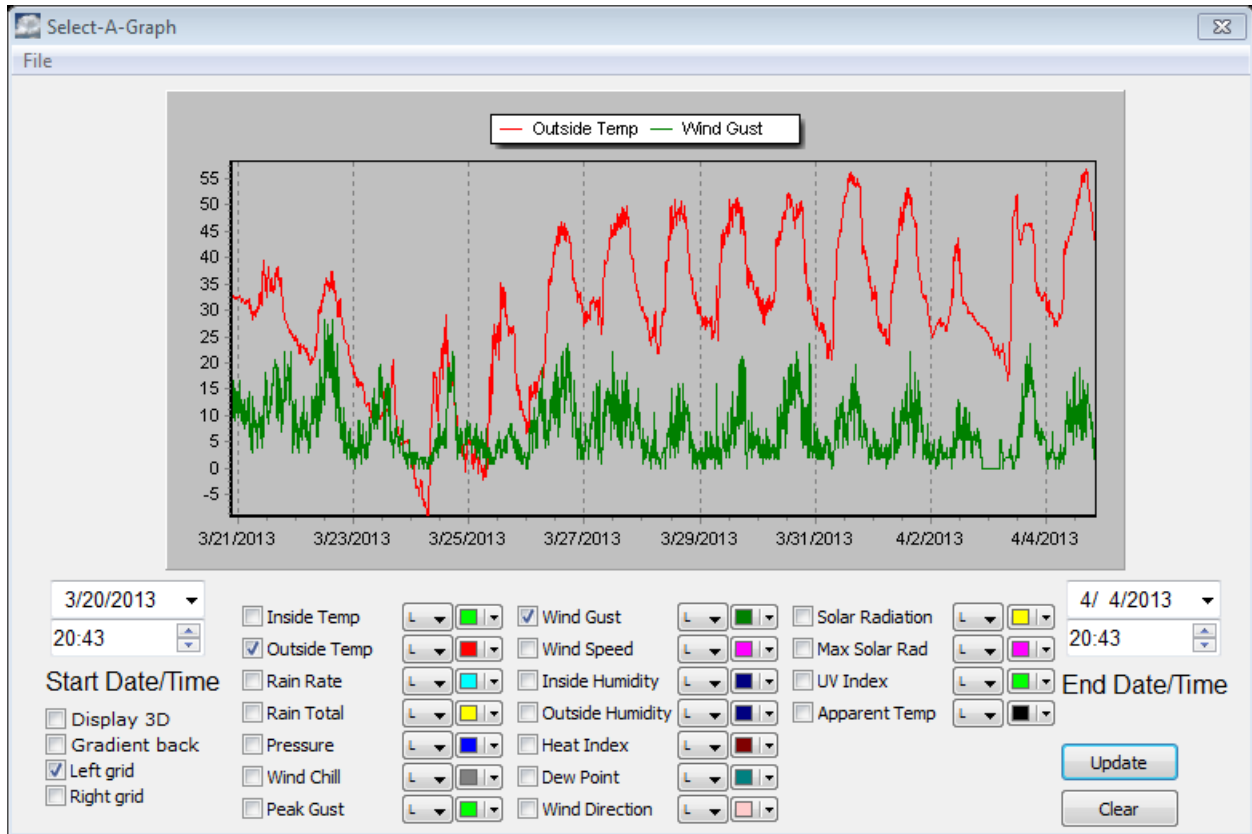 Select-A-Graph
File
Outside Temp Wind Gust
55
50
45
40
35
30
25
20
15
10
5
0
-5
3/21/2013 3/23/2013 3/25/2013 3/27/2013 3/29/2013 3/31/2013 4/2/2013 4/4/2013
3/20/2013
20:43
Start Date/Time
Display 3D
Gradient back
Left grid
Right grid
Inside Temp L
Outside Temp L
Rain Rate L
Rain Total L
Pressure L
Wind Chill L
Peak Gust L
Wind Gust L
Wind Speed L
Inside Humidity L
Outside Humidity L
Heat Index L
Dew Point L
Wind Direction L
Solar Radiation L
Max Solar Rad L
UV Index L
Apparent Temp L
4/ 4/2013
20:43
End Date/Time
Update
Clear